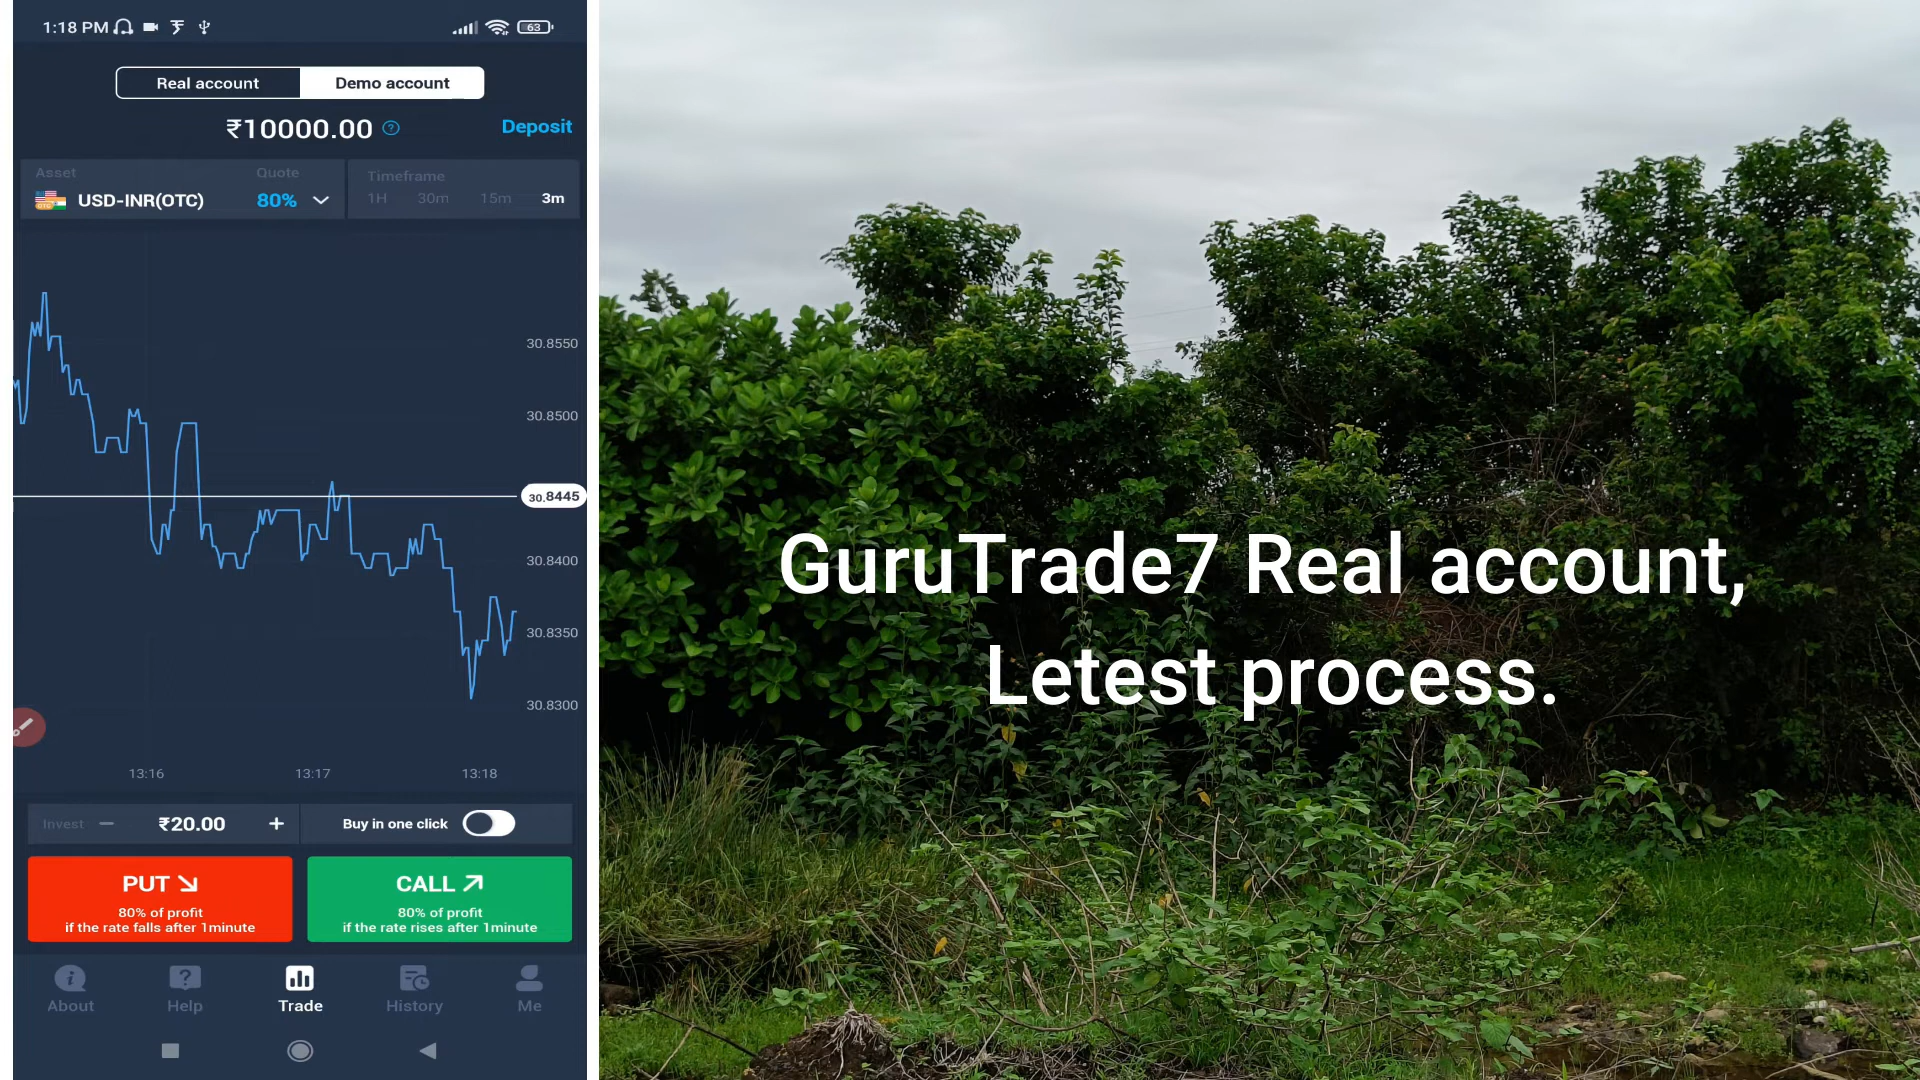 1:18 PM
63
Real account
Demo account
₹10000.00
Deposit
Asset
Quote
Timeframe
USD-INR(OTC)
80%
1H
30m
15m
3m
30.8550
30.8500
30.8445
30.8400
30.8350
30.8300
13:16
13:17
13:18
Invest
₹20.00
Buy in one click
PUT
80% of profit
if the rate falls after 1minute
CALL
80% of profit
if the rate rises after 1minute
About
Help
Trade
History
Me
GuruTrade7 Real account,
Letest process.